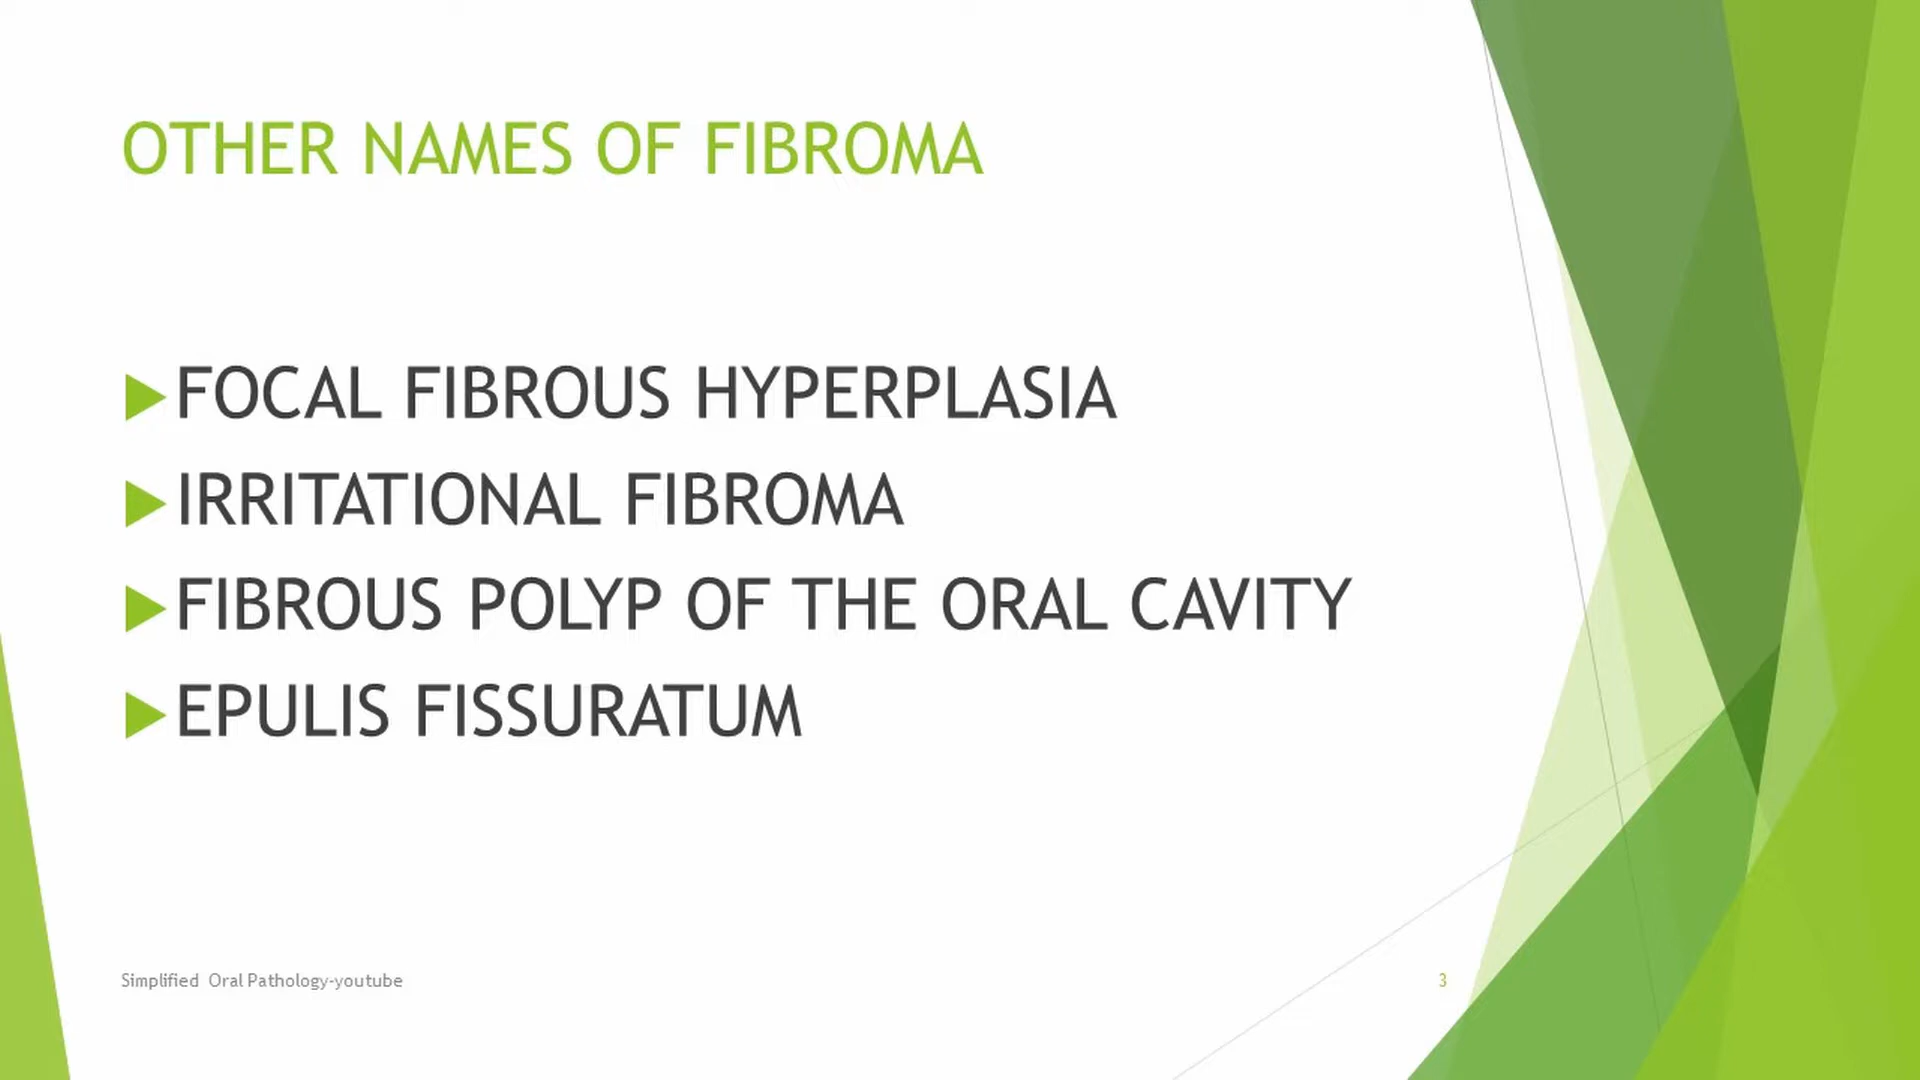 OTHER NAMES OF FIBROMA
FOCAL FIBROUS HYPERPLASIA
IRRITATIONAL FIBROMA
FIBROUS POLYP OF THE ORAL CAVITY
EPULIS FISSURATUM
Simplified Oral Pathology-youtube
3